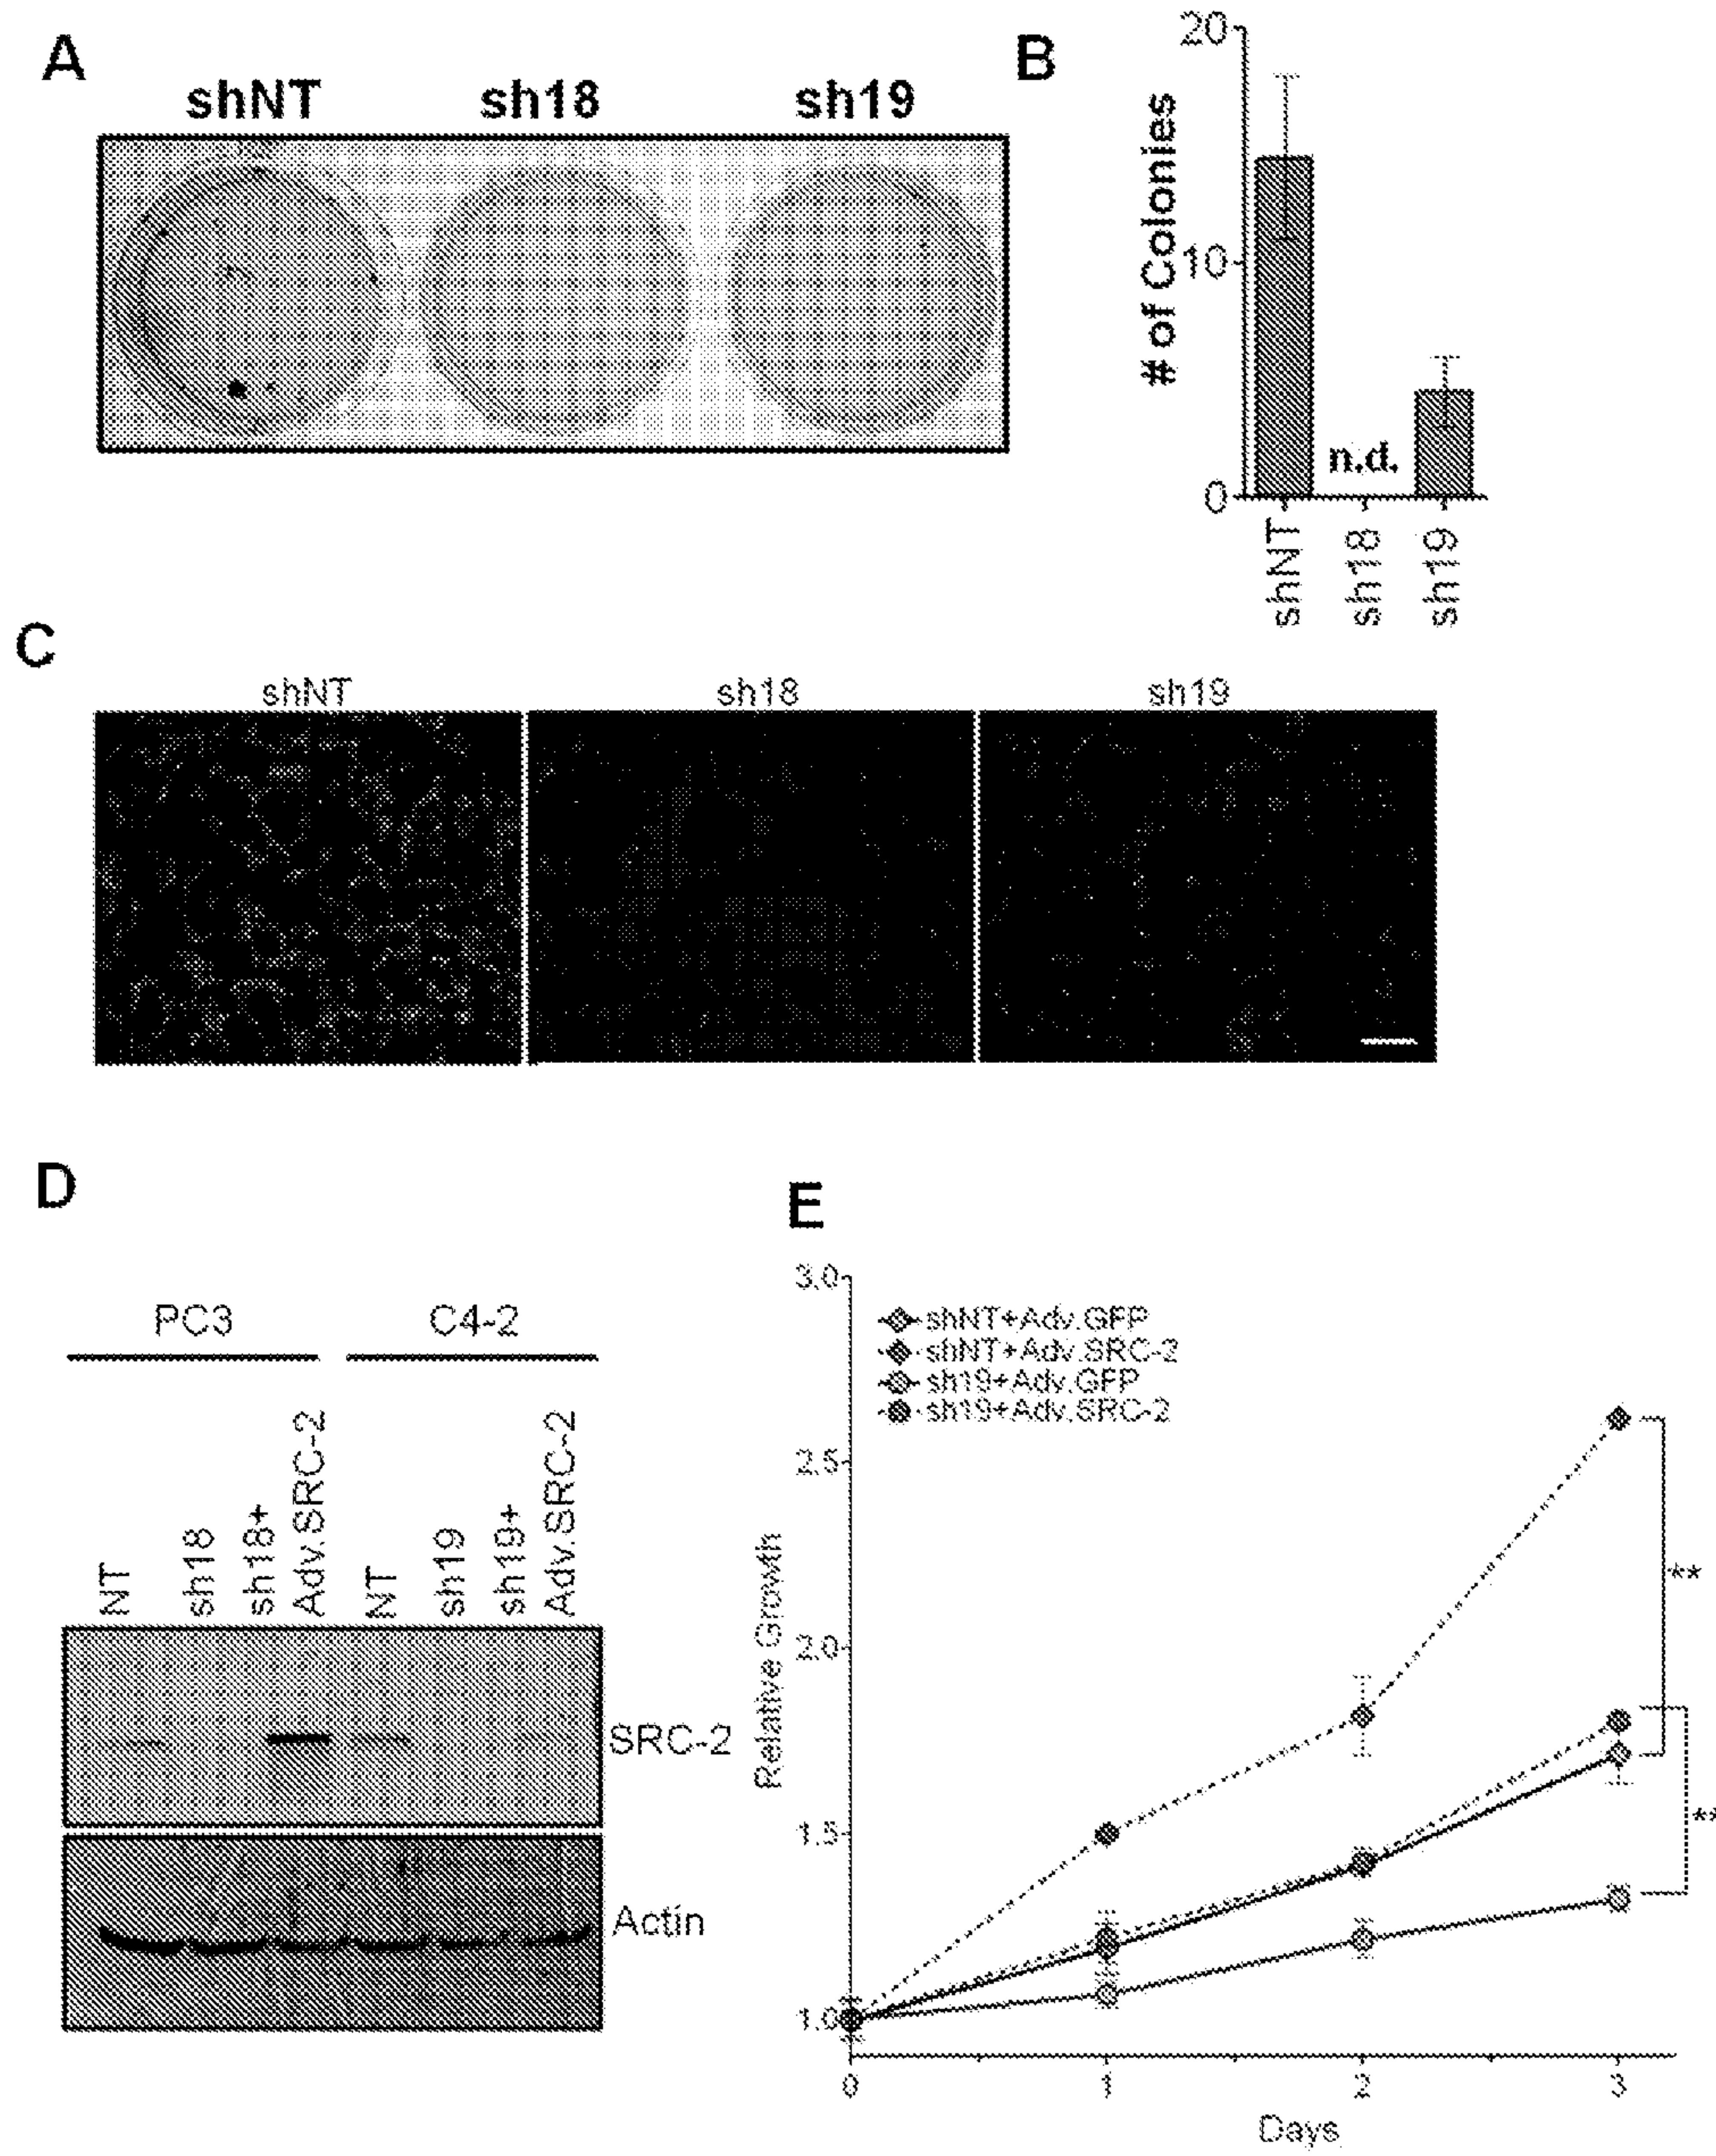 A
shNT sh18 sh19
B
# of Colonies
20
10
0
n.d.
shNT
sh18
sh19
C
shNT sh18 sh19
D
PC3 C4-2
NT
sh18
sh18+
Adv.SRC-2
NT
sh19
sh19+
Adv.SRC-2
SRC-2
Actin
E
Relative Growth
3.0
2.5
2.0
1.5
1.0
shNT+Adv.GFP
shNT+Adv.SRC-2
sh19+Adv.GFP
sh19+Adv.SRC-2
**
**
0 1 2 3
Days